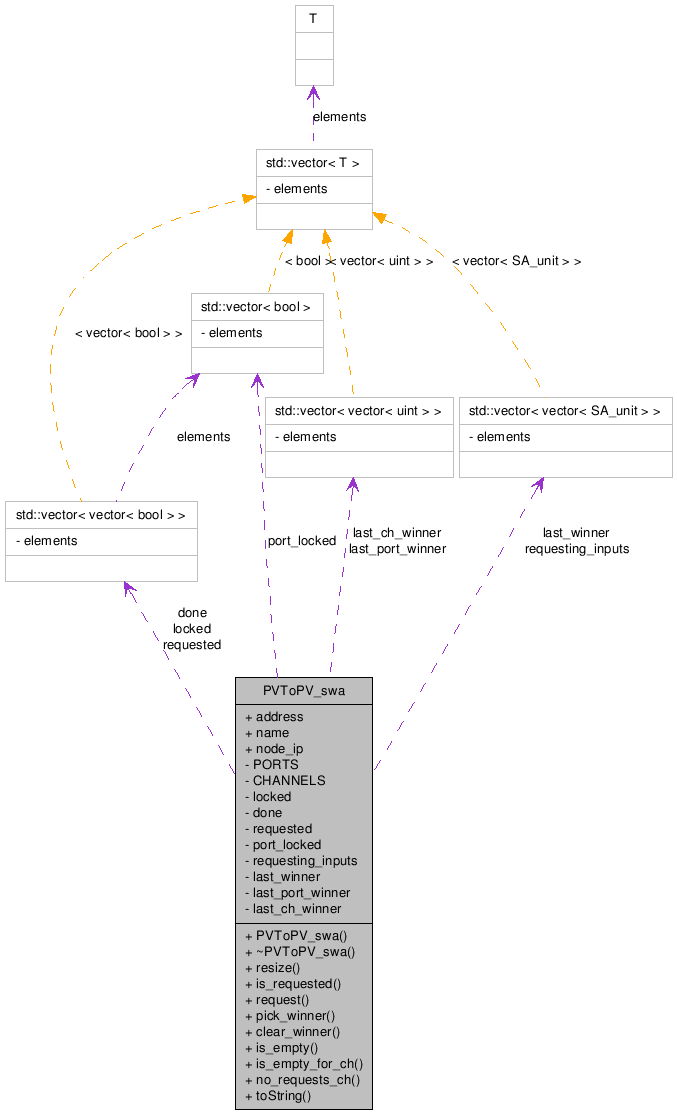 T
elements
std::vector< T >
- elements
< bool >
< vector< uint > >
< vector< SA_unit > >
std::vector< bool >
- elements
< vector< bool > >
std::vector< vector< uint > >
- elements
std::vector< vector< SA_unit > >
- elements
elements
std::vector< vector< bool > >
- elements
port_locked
last_ch_winner
last_port_winner
last_winner
requesting_inputs
done
locked
requested
PVToPV_swa
+ address
+ name
+ node_ip
- PORTS
- CHANNELS
- locked
- done
- requested
- port_locked
- requesting_inputs
- last_winner
- last_port_winner
- last_ch_winner
+ PVToPV_swa()
+ ~PVToPV_swa()
+ resize()
+ is_requested()
+ request()
+ pick_winner()
+ clear_winner()
+ is_empty()
+ is_empty_for_ch()
+ no_requests_ch()
+ toString()